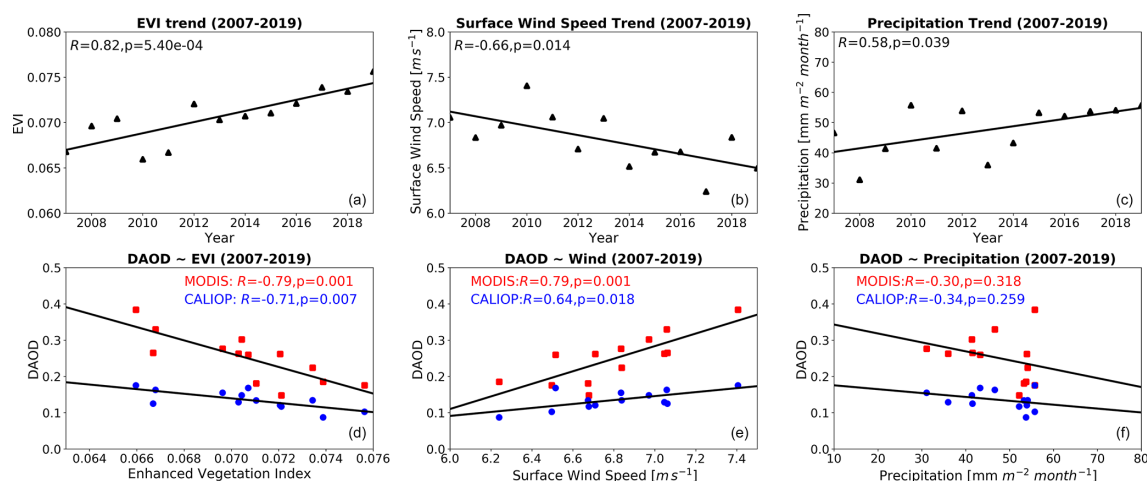 EVI trend (2007-2019)
R=0.82,p=5.40e-04
0.080
0.075
0.070
0.065
0.060
EVI
2008 2010 2012 2014 2016 2018
Year
(a)
Surface Wind Speed Trend (2007-2019)
R=-0.66,p=0.014
8.0
7.5
7.0
6.5
6.0
Surface Wind Speed [m s⁻¹]
2008 2010 2012 2014 2016 2018
Year
(b)
Precipitation Trend (2007-2019)
R=0.58,p=0.039
80
70
60
50
40
30
20
Precipitation [mm m⁻² month⁻¹]
2008 2010 2012 2014 2016 2018
Year
(c)
DAOD ~ EVI (2007-2019)
MODIS: R=-0.79,p=0.001
CALIOP: R=-0.71,p=0.007
0.5
0.4
0.3
0.2
0.1
0.0
DAOD
0.064 0.066 0.068 0.070 0.072 0.074 0.076
Enhanced Vegetation Index
(d)
DAOD ~ Wind (2007-2019)
MODIS: R=0.79,p=0.001
CALIOP:R=0.64,p=0.018
0.5
0.4
0.3
0.2
0.1
0.0
DAOD
6.0 6.2 6.4 6.6 6.8 7.0 7.2 7.4
Surface Wind Speed [m s⁻¹]
(e)
DAOD ~ Precipitation (2007-2019)
MODIS:R=-0.30,p=0.318
CALIOP:R=-0.34,p=0.259
0.5
0.4
0.3
0.2
0.1
0.0
DAOD
10 20 30 40 50 60 70 80
Precipitation [mm m⁻² month⁻¹]
(f)